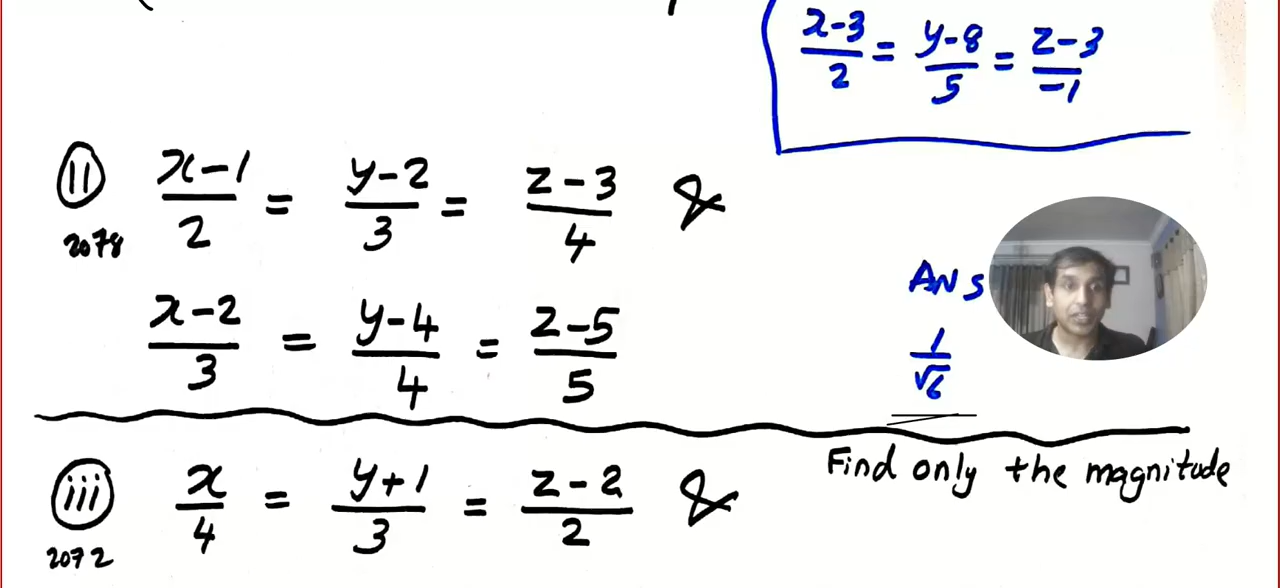 (x-3)/2 = (y-8)/5 = (z-3)/-1
(ii) (x-1)/2 = (y-2)/3 = (z-3)/4 &
2078
Ans
(x-2)/3 = (y-4)/4 = (z-5)/5
1/√6
Find only the magnitude
(iii) x/4 = (y+1)/3 = (z-2)/2 &
2072